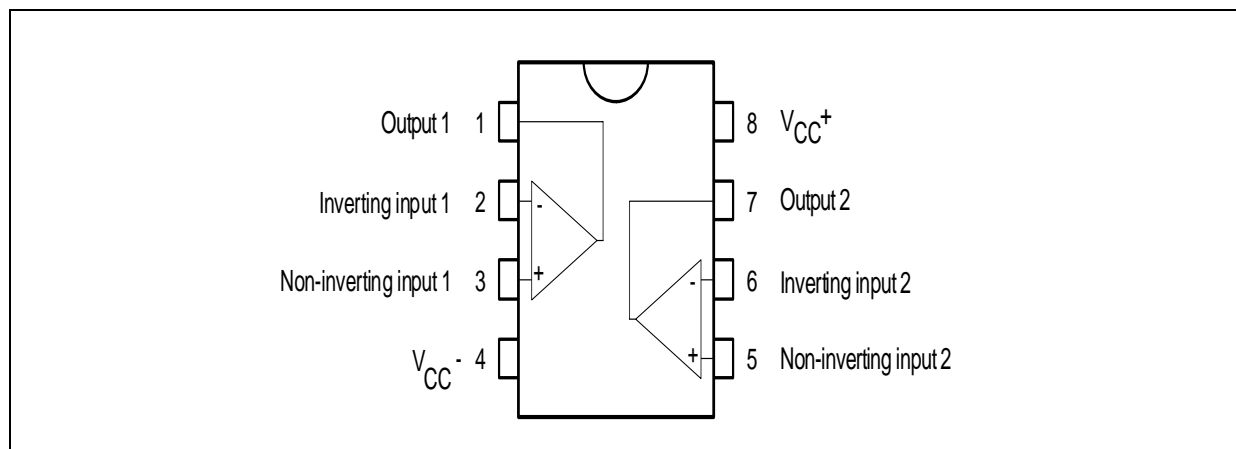 Output 1 1
Inverting input 1 2
-
Non-inverting input 1 3
+
VCC- 4
8 VCC+
7 Output 2
6 Inverting input 2
-
5 Non-inverting input 2
+